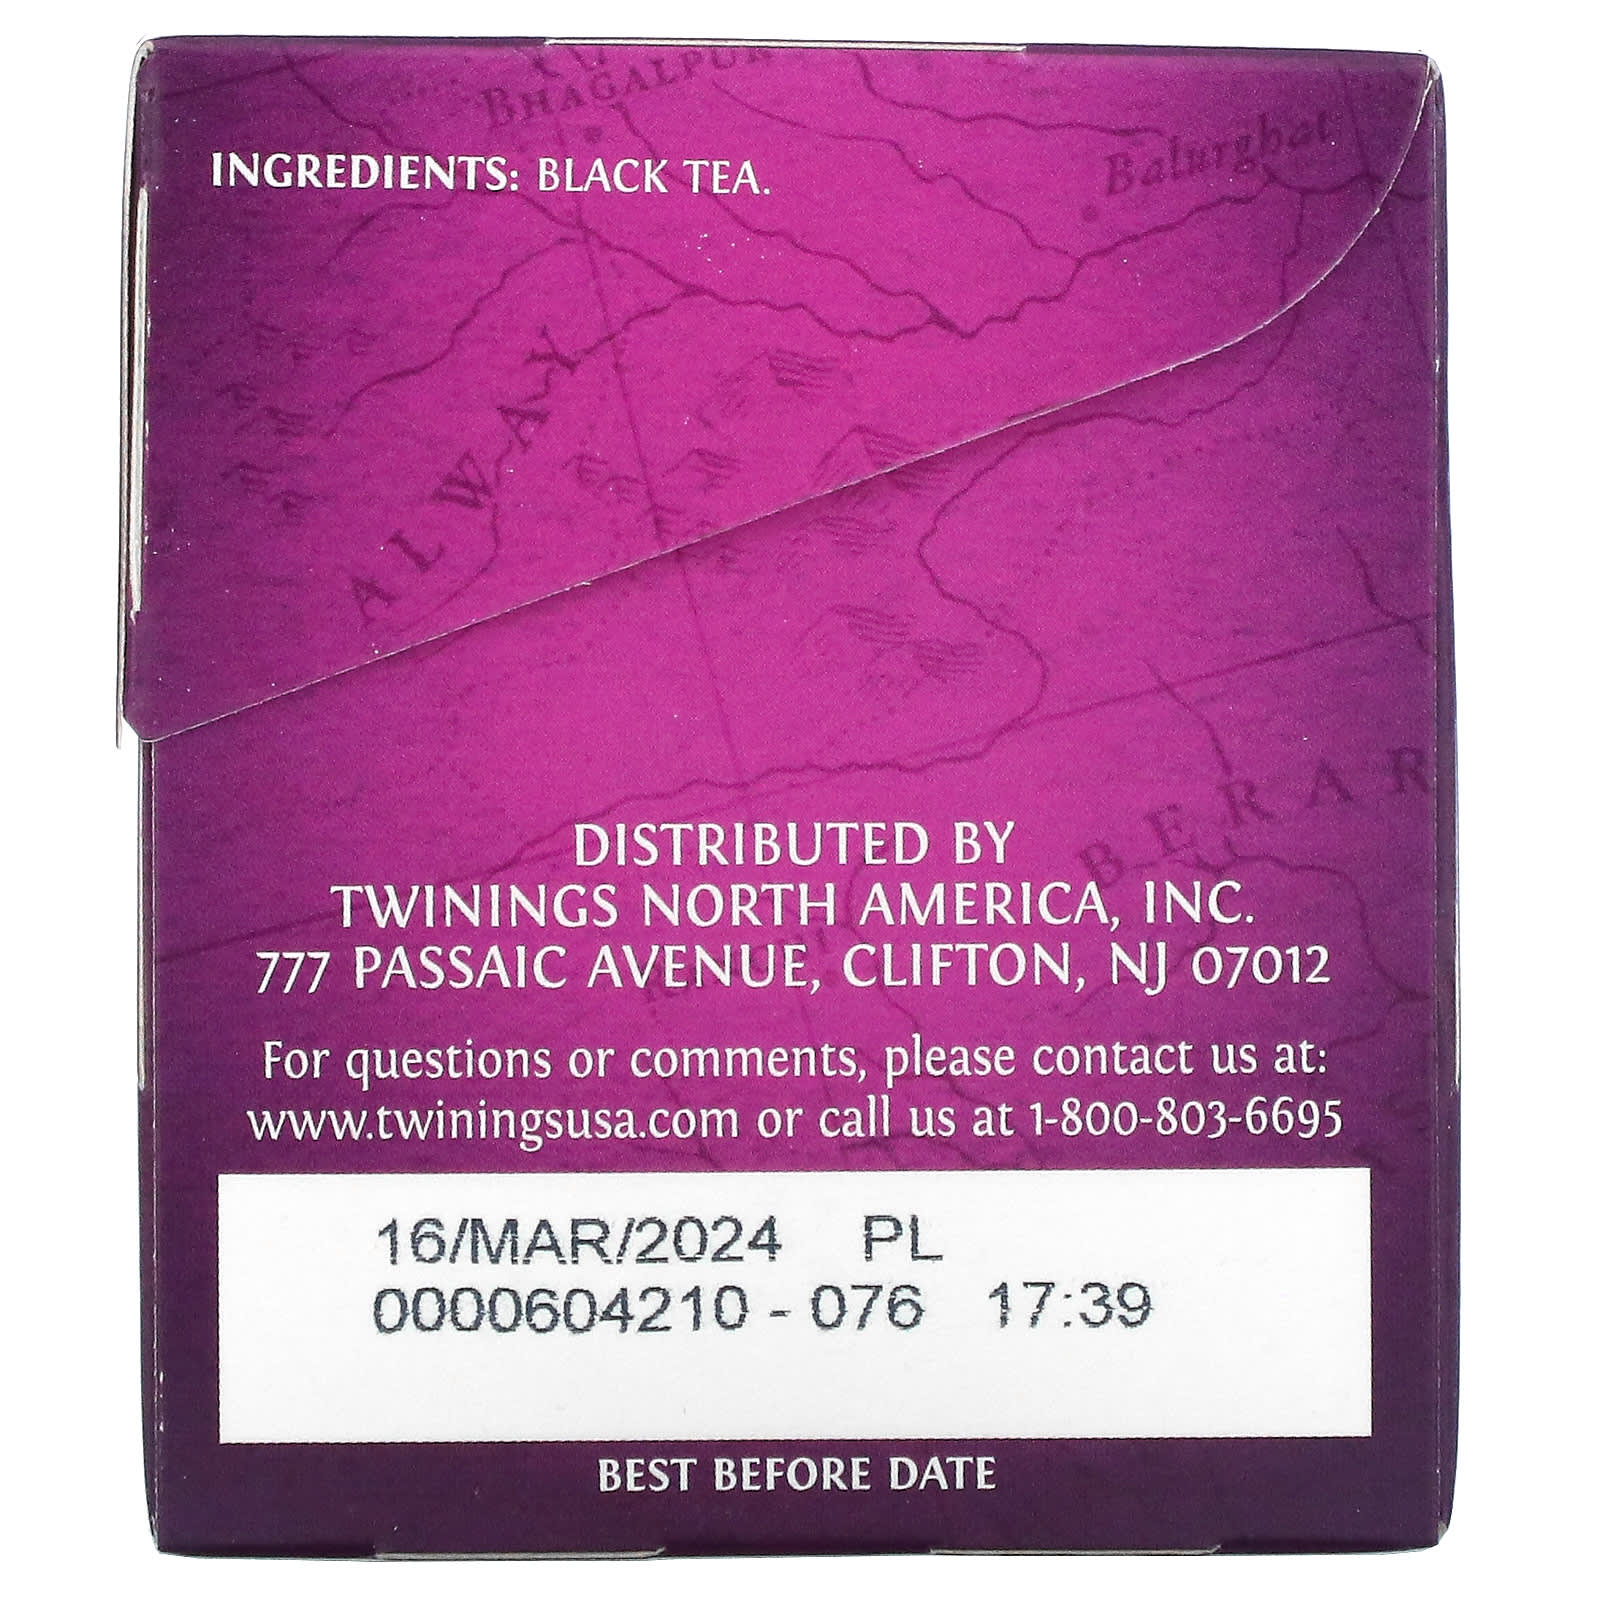 BHAGALPUR
Balurghat
INGREDIENTS: BLACK TEA.
ALWAY
BERAR
DISTRIBUTED BY
TWININGS NORTH AMERICA, INC.
777 PASSAIC AVENUE, CLIFTON, NJ 07012
For questions or comments, please contact us at:
www.twiningsusa.com or call us at 1-800-803-6695
16/MAR/2024 PL
0000604210 - 076 17:39
BEST BEFORE DATE